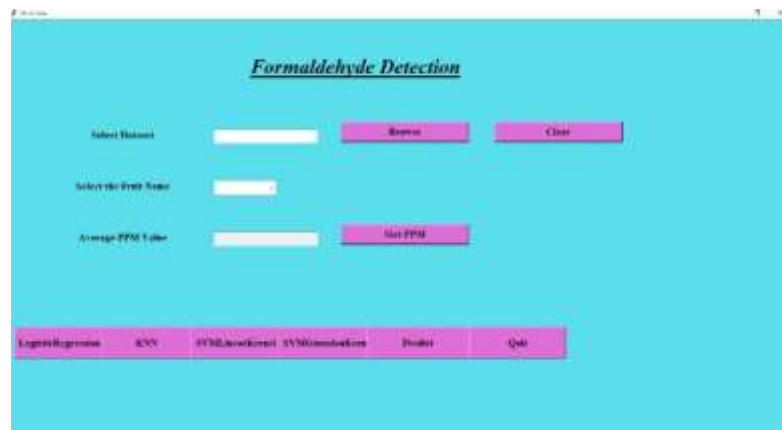 Formaldehyde Detection
Select Dataset Browse Clear
Select the Fruit Name
Average PPM Value Get PPM
LogisticRegression KNN SVMLinearKernel Predict Quit